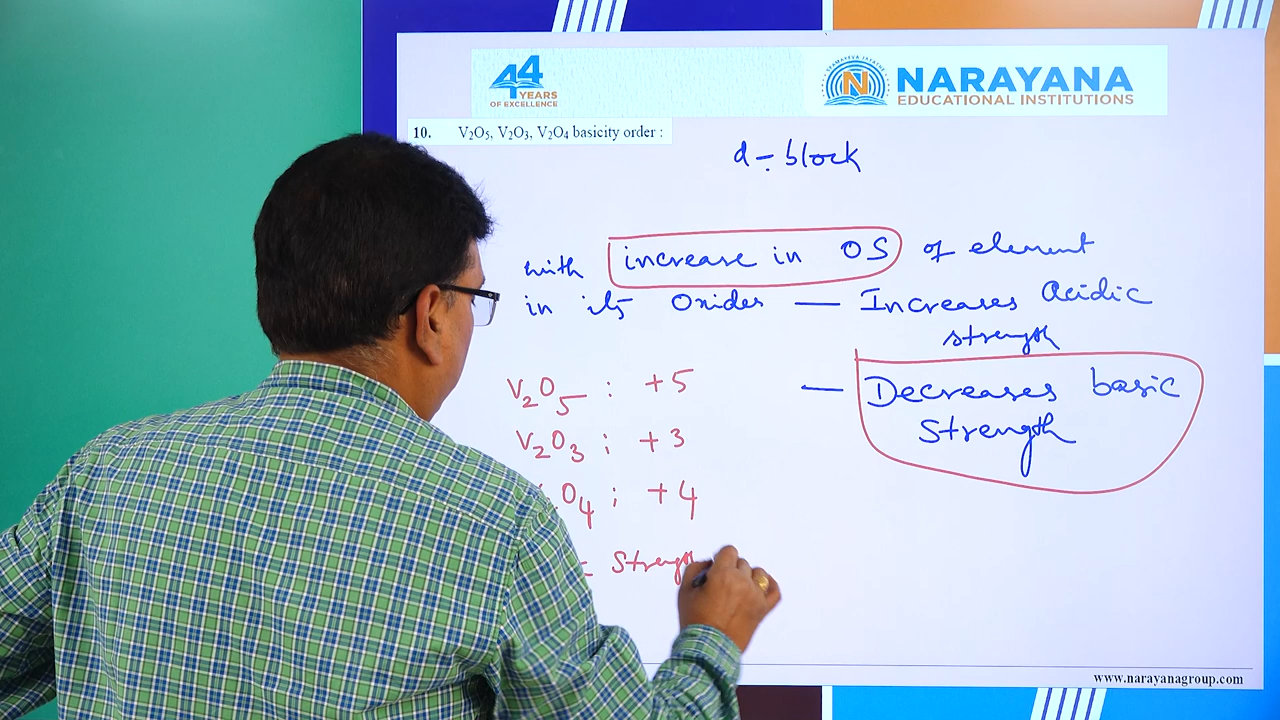 44
YEARS
OF EXCELLENCE
N
NARAYANA
EDUCATIONAL INSTITUTIONS
10. V₂O₅, V₂O₃, V₂O₄ basicity order :
d-block
with increase in OS of element
in its Oxides — Increases Acidic
strength
— Decreases basic
Strength
V₂O₅ : +5
V₂O₃ ; +3
O₄ ; +4
Strength
www.narayanagroup.com